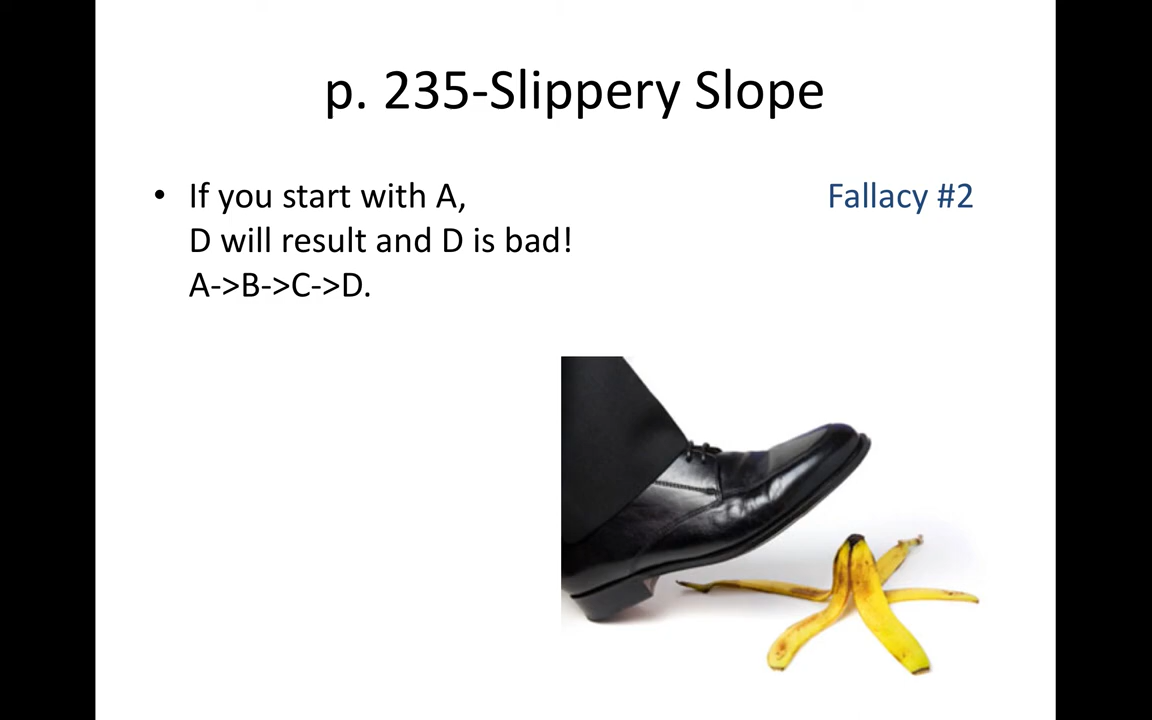 p. 235-Slippery Slope
• If you start with A,
Fallacy #2
D will result and D is bad!
A->B->C->D.